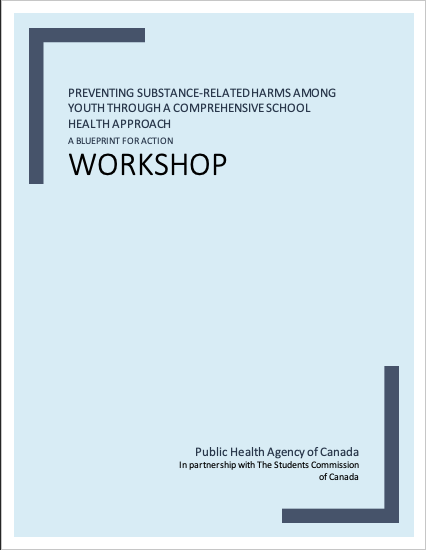 PREVENTING SUBSTANCE-RELATED HARMS AMONG
YOUTH THROUGH A COMPREHENSIVE SCHOOL
HEALTH APPROACH
A BLUEPRINT FOR ACTION
WORKSHOP
Public Health Agency of Canada
In partnership with The Students Commission
of Canada